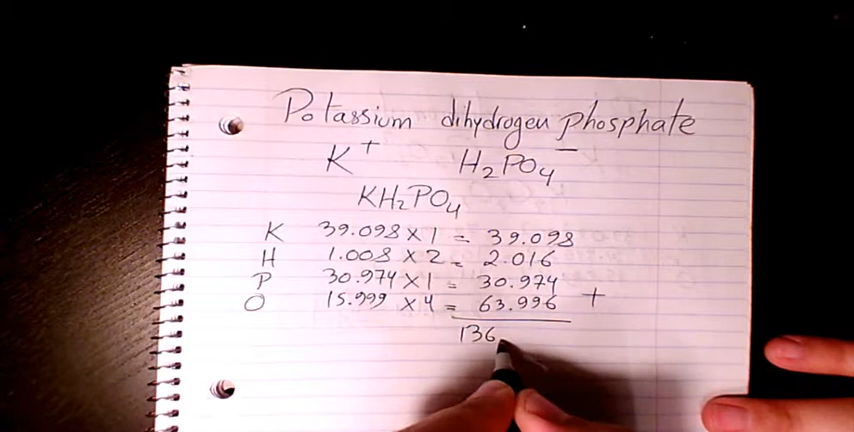 Potassium dihydrogen phosphate
K⁺ H₂PO₄⁻
KH₂PO₄
K 39.098 × 1 = 39.098
H 1.008 × 2 = 2.016
P 30.974 × 1 = 30.974
O 15.999 × 4 = 63.996 +
136.